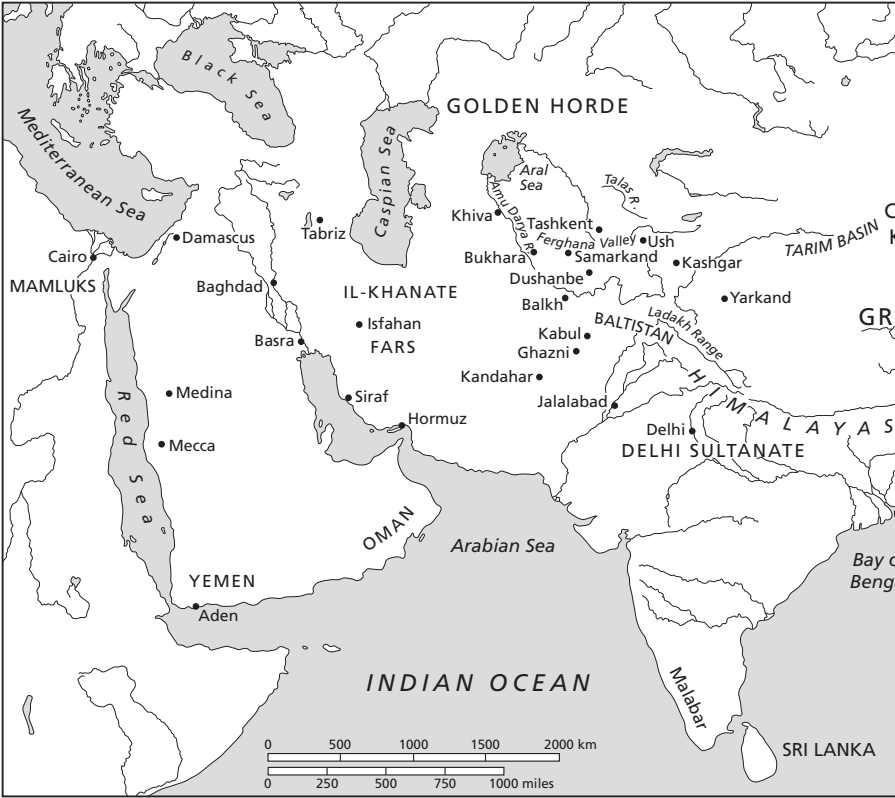 Black Sea
GOLDEN HORDE
Mediterranean Sea
Caspian Sea
Aral
Sea
Talas R.
Amu Darya R.
Khiva
Tashkent
Tabriz
Damascus
Ferghana Valley
Ush
TARIM BASIN
C
K
Cairo
Bukhara
Samarkand
Kashgar
MAMLUKS
Baghdad
IL-KHANATE
Dushanbe
Balkh
Yarkand
Isfahan
FARS
Basra
Kabul
BALTISTAN
Ladakh Range
GR
Ghazni
Kandahar
Medina
Siraf
Jalalabad
HIMALAYAS
Hormuz
Delhi
DELHI SULTANATE
Mecca
Red Sea
OMAN
Arabian Sea
Bay o
Beng
YEMEN
Aden
INDIAN OCEAN
Malabar
SRI LANKA
0 500 1000 1500 2000 km
0 250 500 750 1000 miles